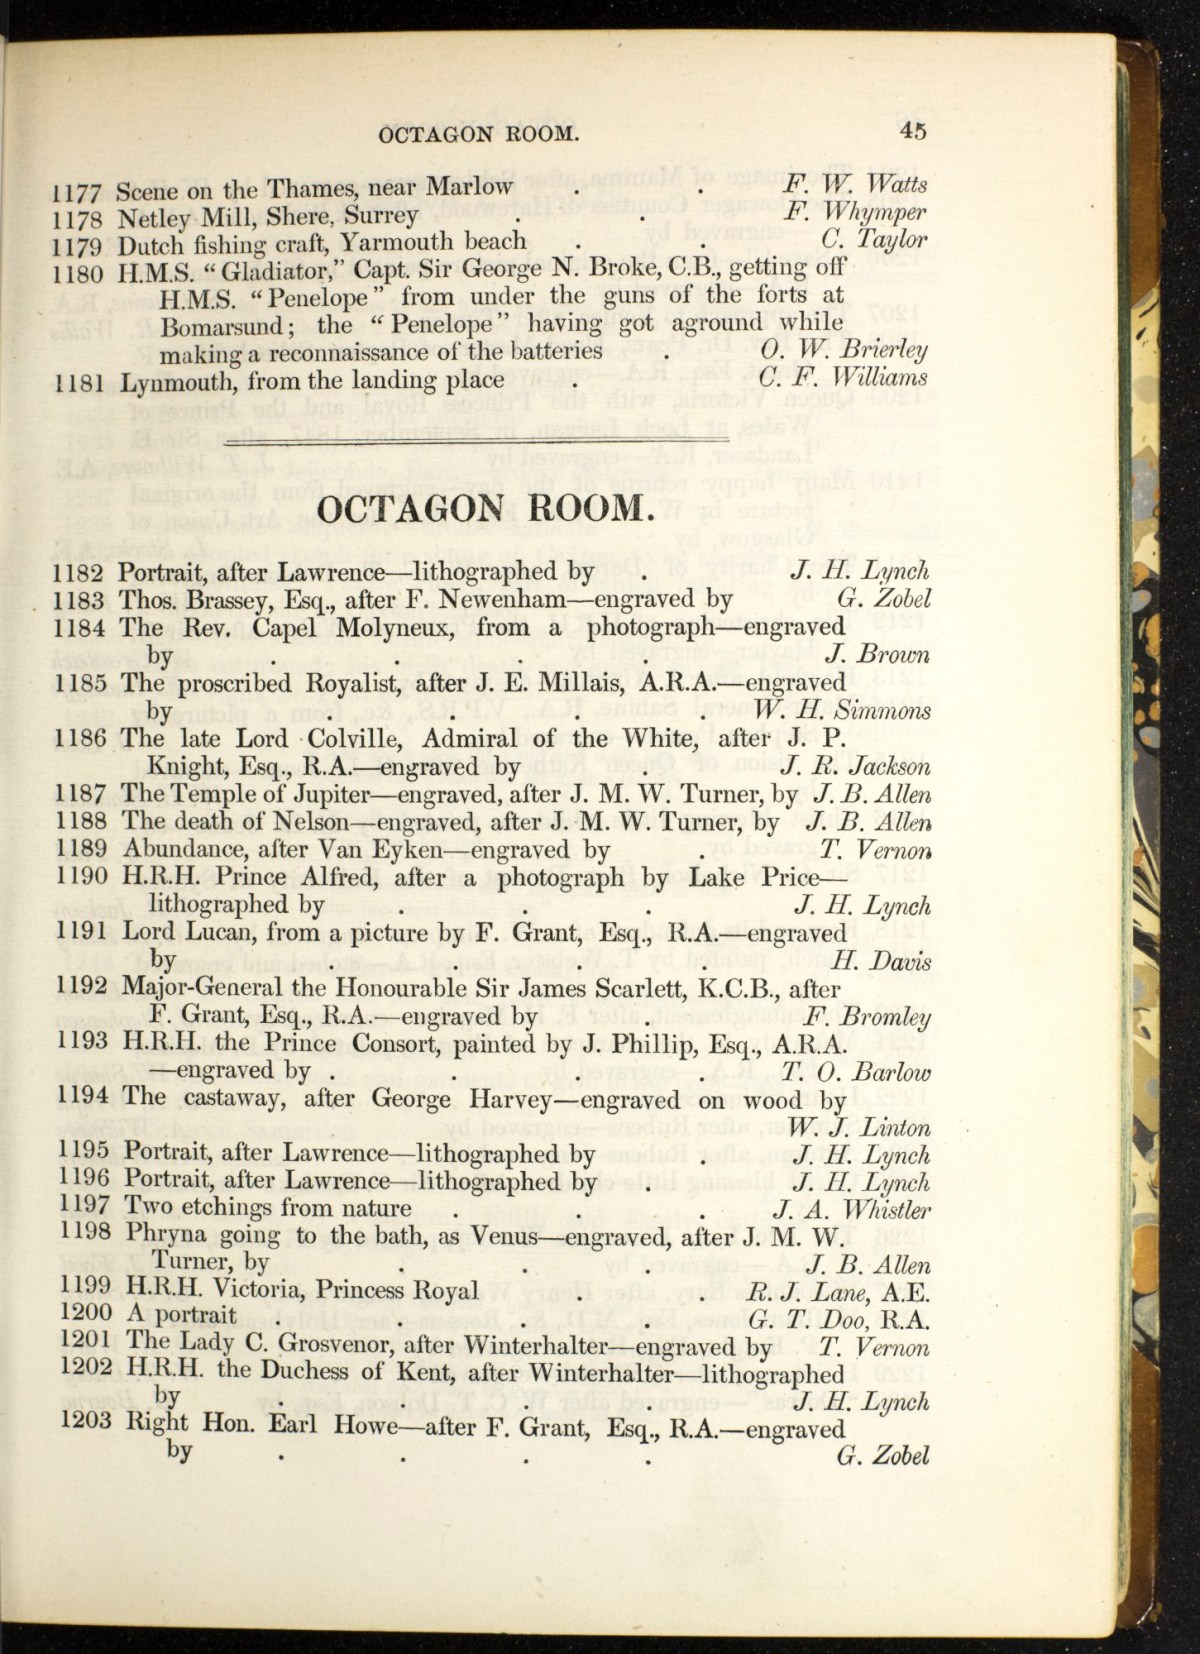 OCTAGON ROOM. 45
1177 Scene on the Thames, near Marlow . . F. W. Watts
1178 Netley Mill, Shere, Surrey . . F. Whymper
1179 Dutch fishing craft, Yarmouth beach . . C. Taylor
1180 H.M.S. “Gladiator,” Capt. Sir George N. Broke, C.B., getting off
H.M.S. “Penelope” from under the guns of the forts at
Bomarsund; the “Penelope” having got aground while
making a reconnaissance of the batteries . O. W. Brierley
1181 Lynmouth, from the landing place . C. F. Williams
OCTAGON ROOM.
1182 Portrait, after Lawrence—lithographed by . J. H. Lynch
1183 Thos. Brassey, Esq., after F. Newenham—engraved by G. Zobel
1184 The Rev. Capel Molyneux, from a photograph—engraved
by . . . . J. Brown
1185 The proscribed Royalist, after J. E. Millais, A.R.A.—engraved
by . . . . W. H. Simmons
1186 The late Lord Colville, Admiral of the White, after J. P.
Knight, Esq., R.A.—engraved by . J. R. Jackson
1187 The Temple of Jupiter—engraved, after J. M. W. Turner, by J. B. Allen
1188 The death of Nelson—engraved, after J. M. W. Turner, by J. B. Allen
1189 Abundance, after Van Eyken—engraved by . T. Vernon
1190 H.R.H. Prince Alfred, after a photograph by Lake Price—
lithographed by . . . J. H. Lynch
1191 Lord Lucan, from a picture by F. Grant, Esq., R.A.—engraved
by . . . . H. Davis
1192 Major-General the Honourable Sir James Scarlett, K.C.B., after
F. Grant, Esq., R.A.—engraved by . F. Bromley
1193 H.R.H. the Prince Consort, painted by J. Phillip, Esq., A.R.A.
—engraved by . . . . T. O. Barlow
1194 The castaway, after George Harvey—engraved on wood by
W. J. Linton
1195 Portrait, after Lawrence—lithographed by . J. H. Lynch
1196 Portrait, after Lawrence—lithographed by . J. H. Lynch
1197 Two etchings from nature . . . J. A. Whistler
1198 Phryna going to the bath, as Venus—engraved, after J. M. W.
Turner, by . . . J. B. Allen
1199 H.R.H. Victoria, Princess Royal . . R. J. Lane, A.E.
1200 A portrait . . . . G. T. Doo, R.A.
1201 The Lady C. Grosvenor, after Winterhalter—engraved by T. Vernon
1202 H.R.H. the Duchess of Kent, after Winterhalter—lithographed
by . . . . J. H. Lynch
1203 Right Hon. Earl Howe—after F. Grant, Esq., R.A.—engraved
by . . . . G. Zobel